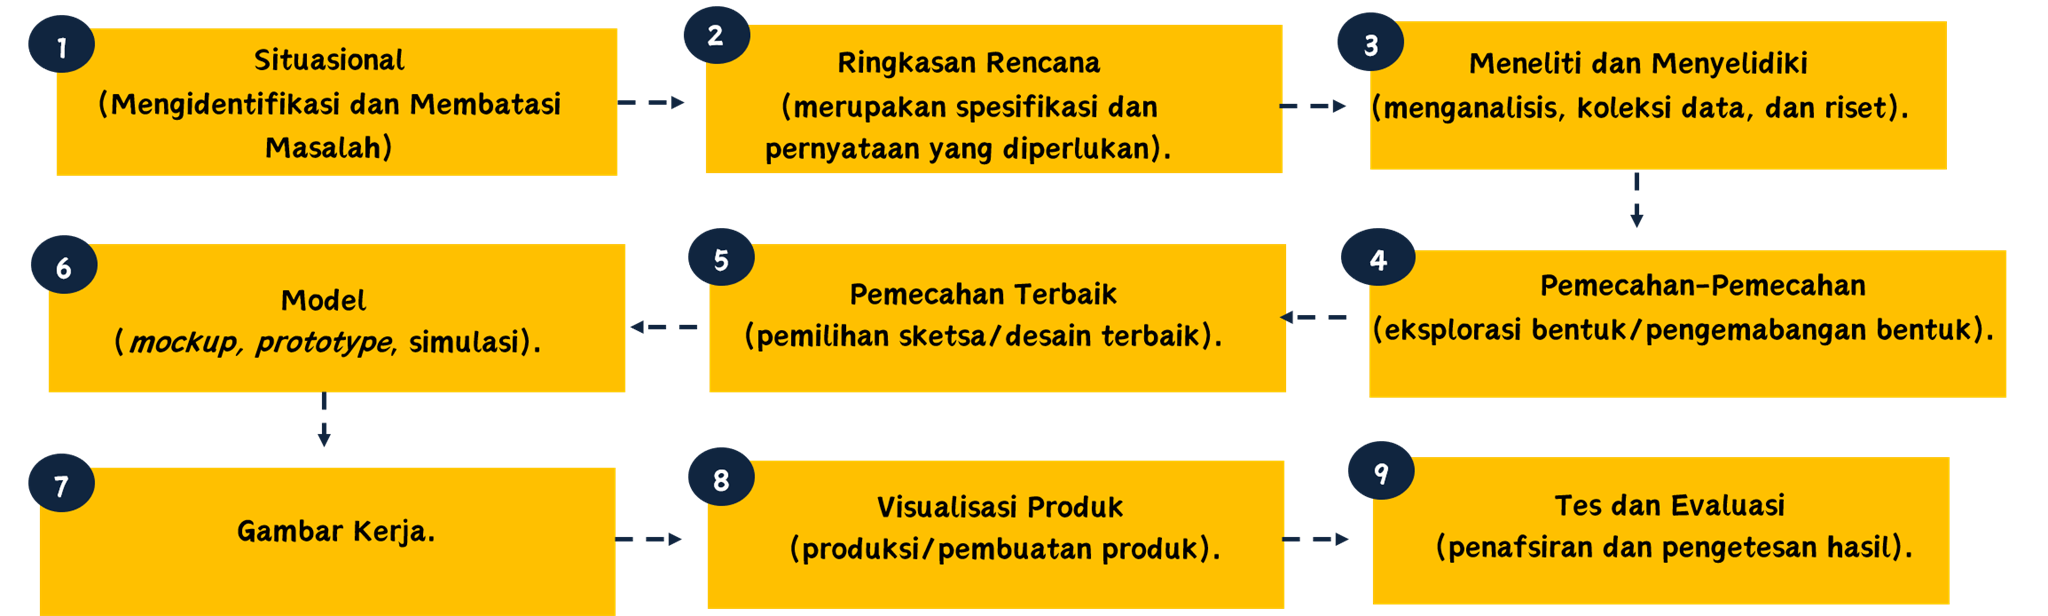 1
Situasional
(Mengidentifikasi dan Membatasi
Masalah)
2
Ringkasan Rencana
(merupakan spesifikasi dan
pernyataan yang diperlukan).
3
Meneliti dan Menyelidiki
(menganalisis, koleksi data, dan riset).
4
Pemecahan-Pemecahan
(eksplorasi bentuk/pengemabangan bentuk).
5
Pemecahan Terbaik
(pemilihan sketsa/desain terbaik).
6
Model
(mockup, prototype, simulasi).
7
Gambar Kerja.
8
Visualisasi Produk
(produksi/pembuatan produk).
9
Tes dan Evaluasi
(penafsiran dan pengetesan hasil).